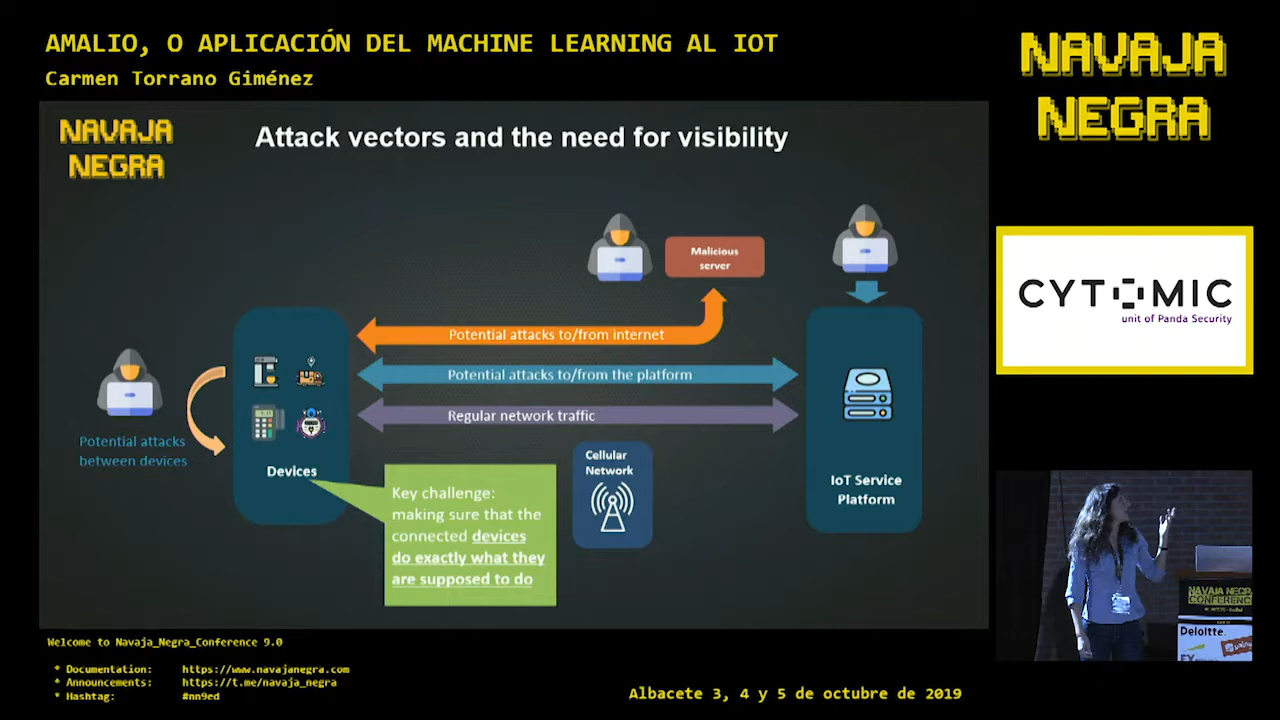 AMALIO, O APLICACIÓN DEL MACHINE LEARNING AL IOT
Carmen Torrano Giménez
NAVAJA
NEGRA
NAVAJA
NEGRA
Attack vectors and the need for visibility
Malicious
server
Potential attacks to/from internet
Potential attacks to/from the platform
Regular network traffic
Potential attacks
between devices
Devices
Key challenge:
making sure that the
connected devices
do exactly what they
are supposed to do
Cellular
Network
IoT Service
Platform
CYTOMIC
unit of Panda Security
NAVAJA NEGRA
CONFERENCE
Deloitte.
EY
Welcome to Navaja_Negra_Conference 9.0
* Documentation: https://www.navajanegra.com
* Announcements: https://t.me/navaja_negra
* Hashtag: #nn9ed
Albacete 3, 4 y 5 de octubre de 2019